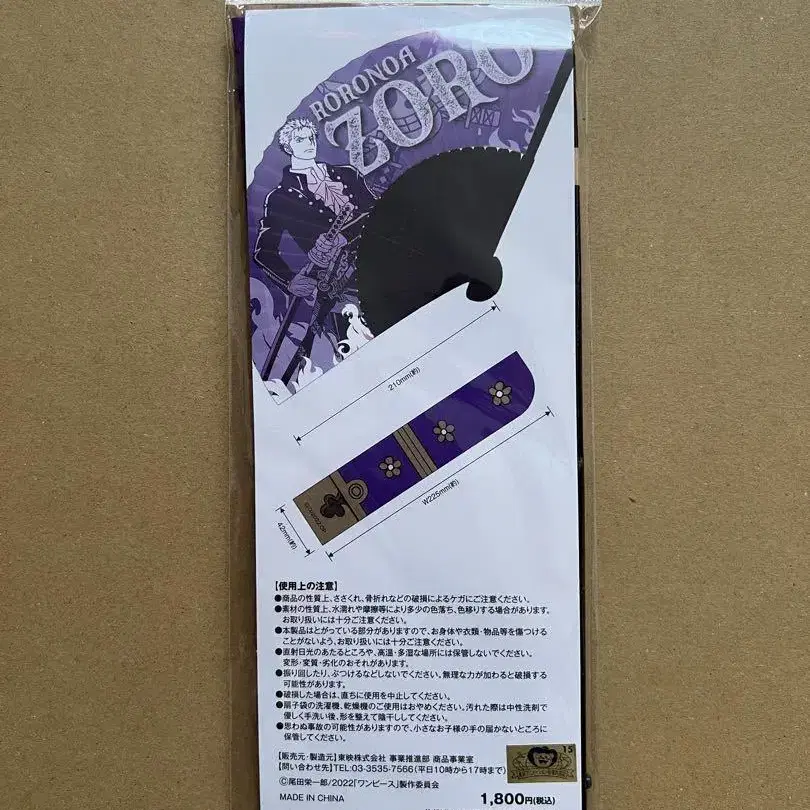 RORONOA
ZORO
210mm(約)
W225mm(約)
42mm(約)
【使用上の注意】
●商品の性質上、ささくれ、骨折れなどの破損によるケガにご注意ください。
●素材の性質上、水濡れや摩擦等により多少の色落ち、色移りする場合があります。
お取り扱いには十分ご注意ください。
●本製品はとがっている部分がありますので、お身体や衣類・物品等を傷つける
ことがないよう、お取り扱いには十分ご注意ください。
●直射日光のあたるところや、高温・多湿な場所には保管しないでください。
変形・変質・劣化のおそれがあります。
●振り回したり、ぶつけるなどしないでください。無理な力が加わると破損する
可能性があります。
●破損した場合は、直ちに使用を中止してください。
●扇子袋の洗濯機、乾燥機のご使用はおやめください。汚れた際は中性洗剤で
優しく手洗い後、形を整えて陰干ししてください。
●思わぬ事故の可能性がありますので、小さなお子様の手の届かないところに
保管してください。
【販売元・製造元】東映株式会社 事業推進部 商品事業室
【問い合わせ先】TEL:03-3535-7566(平日10時から17時まで)
©尾田栄一郎/2022「ワンピース」製作委員会
MADE IN CHINA
1,800円(税込)
15